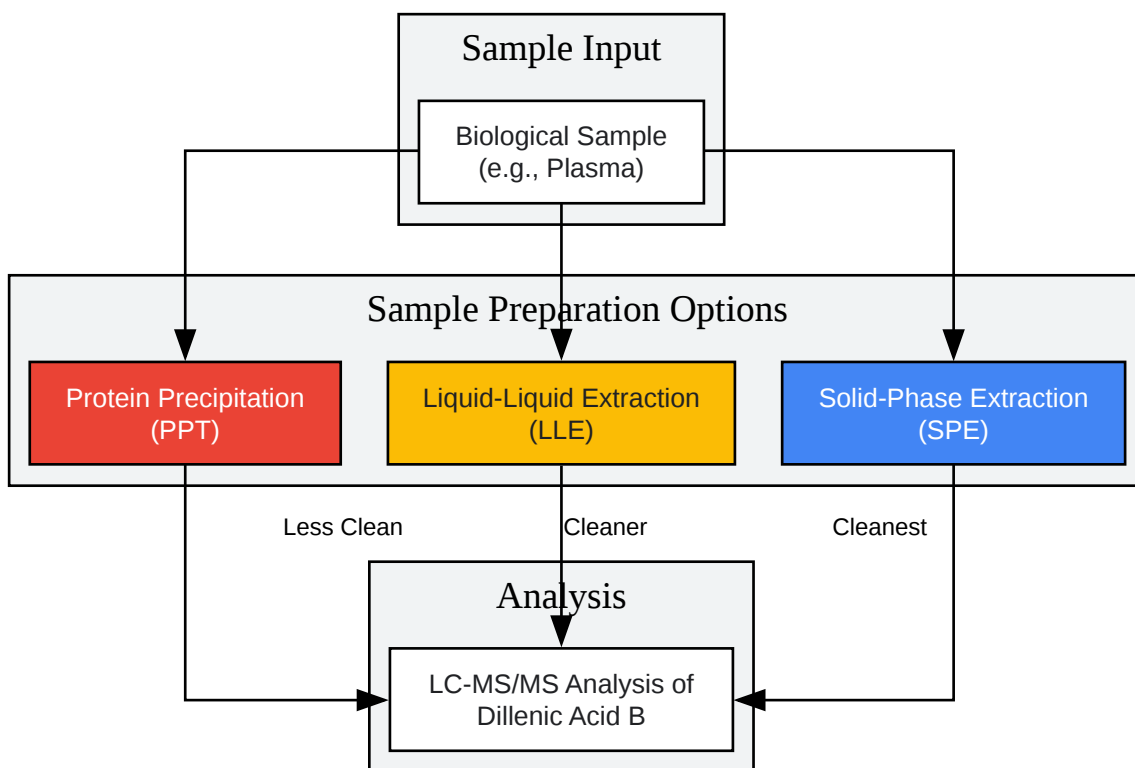 Sample Input
Biological Sample
(e.g., Plasma)
Sample Preparation Options
Protein Precipitation
(PPT)
Liquid-Liquid Extraction
(LLE)
Solid-Phase Extraction
(SPE)
Less Clean
Cleaner
Cleanest
Analysis
LC-MS/MS Analysis of
Dillenic Acid B